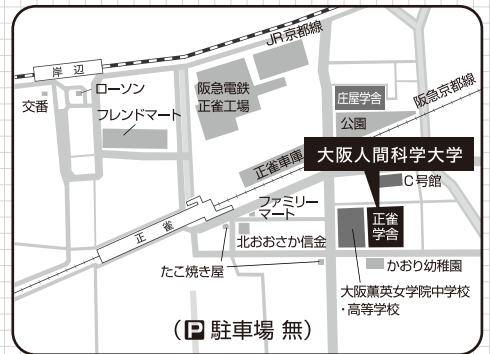 JR京都線
岸辺
ローソン
交番
フレンドマート
阪急電鉄
正雀工場
庄屋学舎
阪急京都線
公園
大阪人間科学大学
正雀車庫
C号館
ファミリー
マート
正雀
学舎
正雀
北おおさか信金
たこ焼き屋
かおり幼稚園
大阪薫英女学院中学校
・高等学校
(P 駐車場 無)